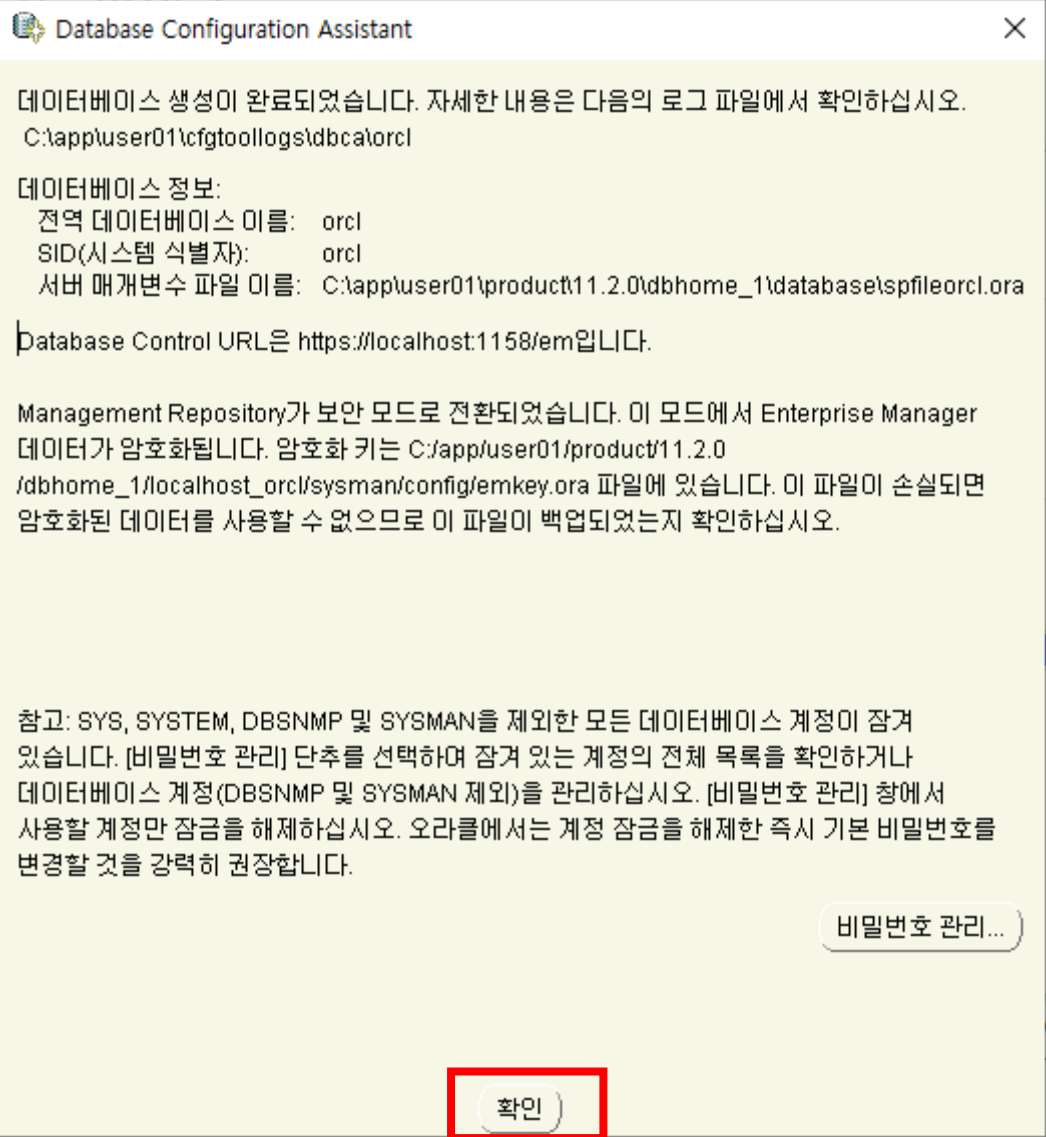 Database Configuration Assistant
데이터베이스 생성이 완료되었습니다. 자세한 내용은 다음의 로그 파일에서 확인하십시오.
C:\app\user01\cfgtoollogs\dbca\orcl
데이터베이스 정보:
전역 데이터베이스 이름: orcl
SID(시스템 식별자): orcl
서버 매개변수 파일 이름: C:\app\user01\product\11.2.0\dbhome_1\database\spfileorcl.ora
Database Control URL은 https://localhost:1158/em입니다.
Management Repository가 보안 모드로 전환되었습니다. 이 모드에서 Enterprise Manager
데이터가 암호화됩니다. 암호화 키는 C:/app/user01/product/11.2.0
/dbhome_1/localhost_orcl/sysman/config/emkey.ora 파일에 있습니다. 이 파일이 손실되면
암호화된 데이터를 사용할 수 없으므로 이 파일이 백업되었는지 확인하십시오.
참고: SYS, SYSTEM, DBSNMP 및 SYSMAN을 제외한 모든 데이터베이스 계정이 잠겨
있습니다. [비밀번호 관리] 단추를 선택하여 잠겨 있는 계정의 전체 목록을 확인하거나
데이터베이스 계정(DBSNMP 및 SYSMAN 제외)을 관리하십시오. [비밀번호 관리] 창에서
사용할 계정만 잠금을 해제하십시오. 오라클에서는 계정 잠금을 해제한 즉시 기본 비밀번호를
변경할 것을 강력히 권장합니다.
비밀번호 관리...
확인